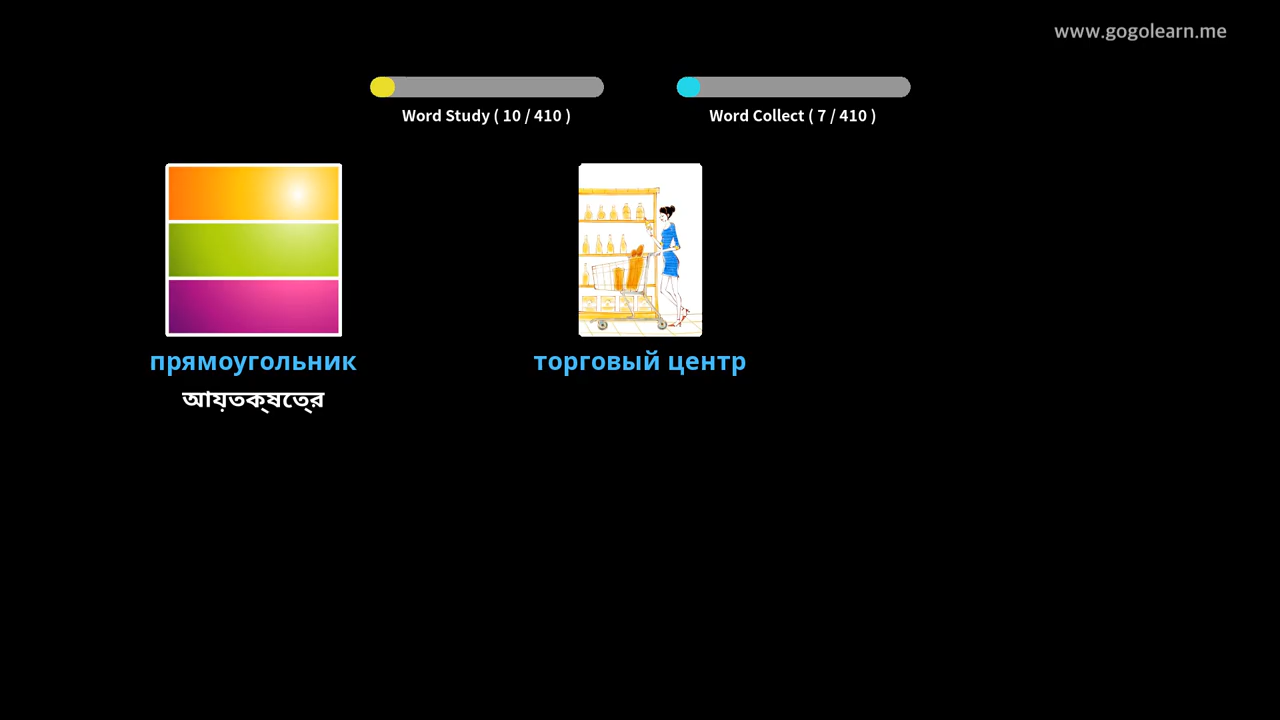 www.gogolearn.me
Word Study ( 10 / 410 )
Word Collect ( 7 / 410 )
прямоугольник
торговый центр
আয়তক্ষেত্র